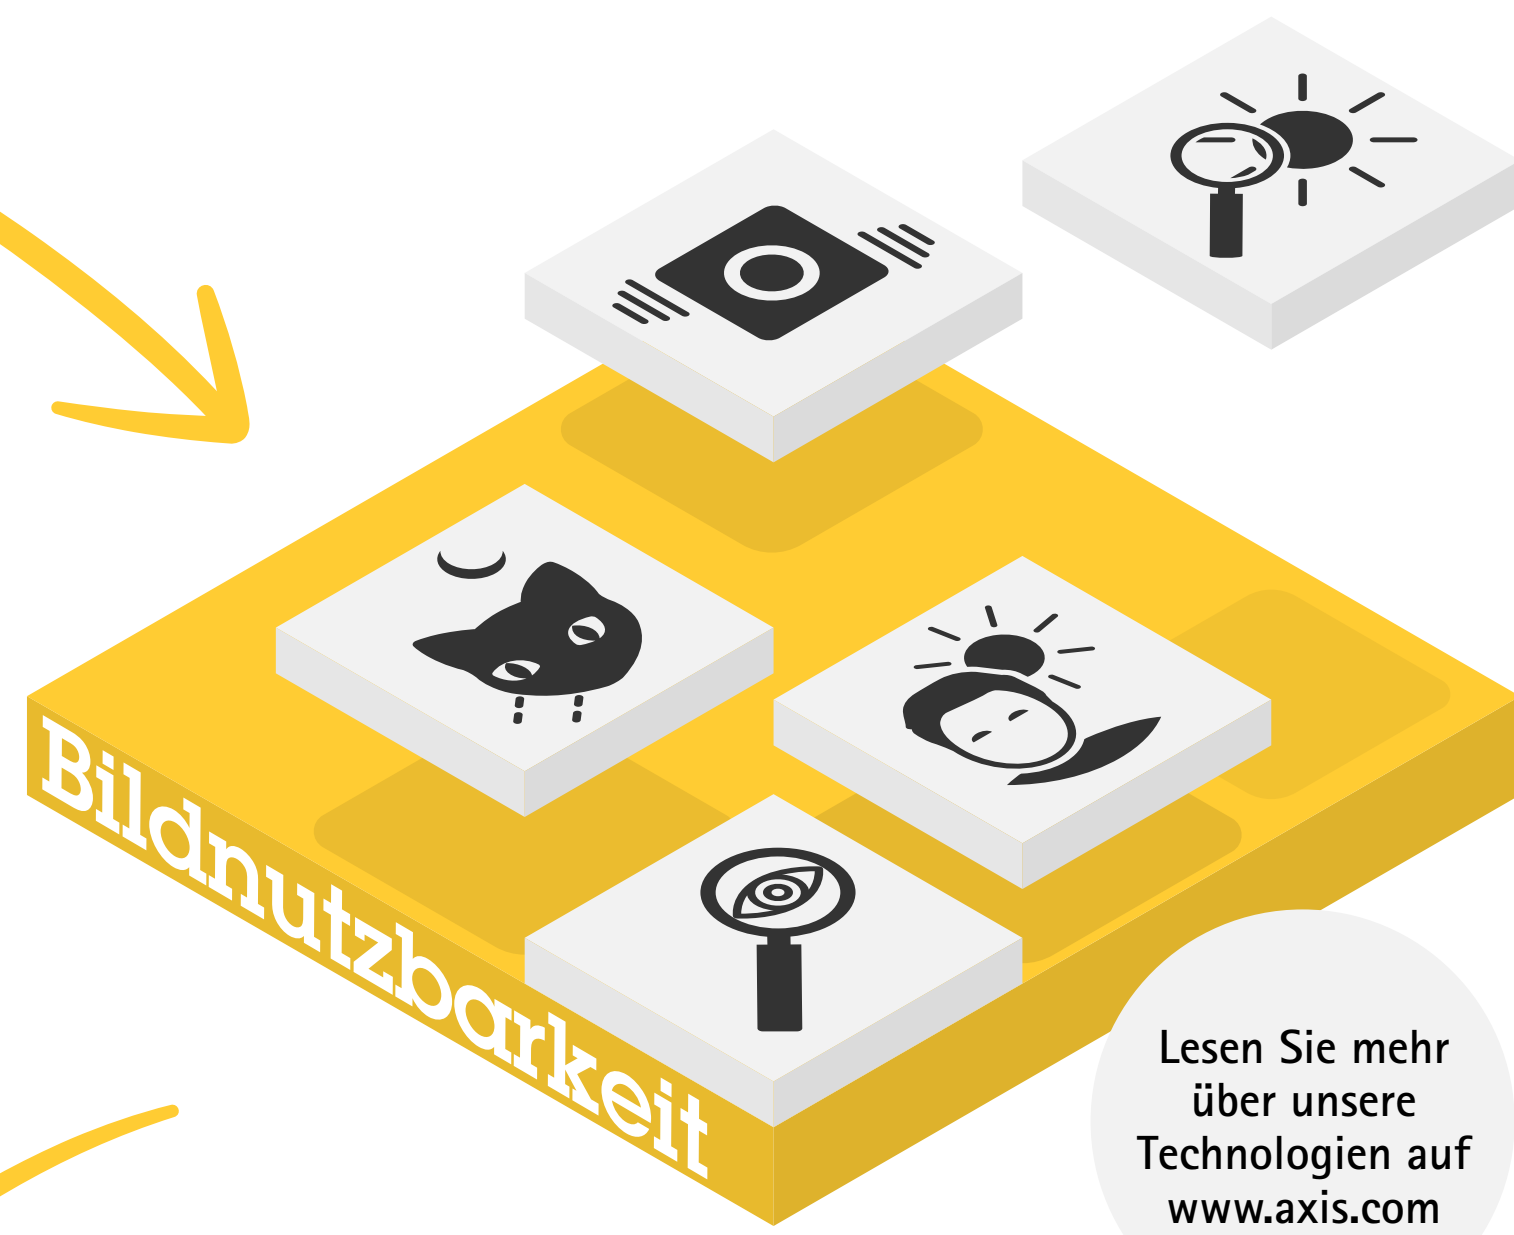 Bildnutzbarkeit
Lesen Sie mehr
über unsere
Technologien auf
www.axis.com